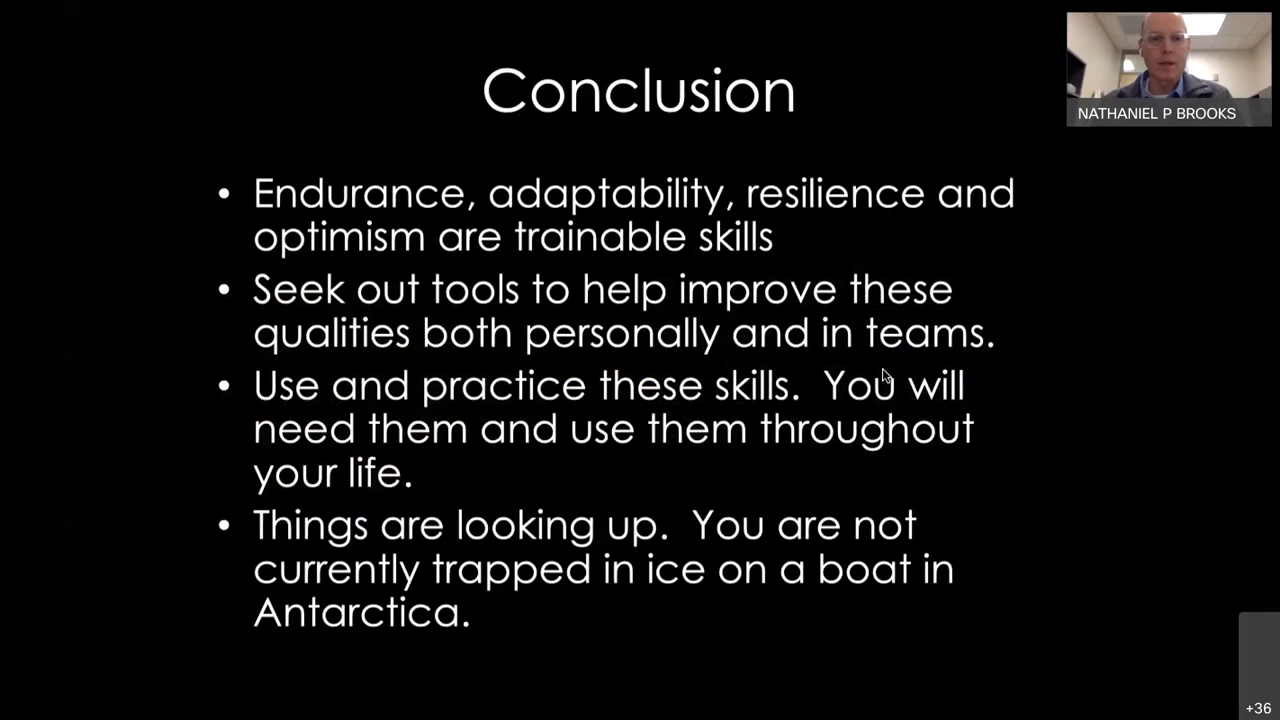 Conclusion
NATHANIEL P BROOKS
• Endurance, adaptability, resilience and
optimism are trainable skills
• Seek out tools to help improve these
qualities both personally and in teams.
• Use and practice these skills.  You will
need them and use them throughout
your life.
• Things are looking up.  You are not
currently trapped in ice on a boat in
Antarctica.
+36